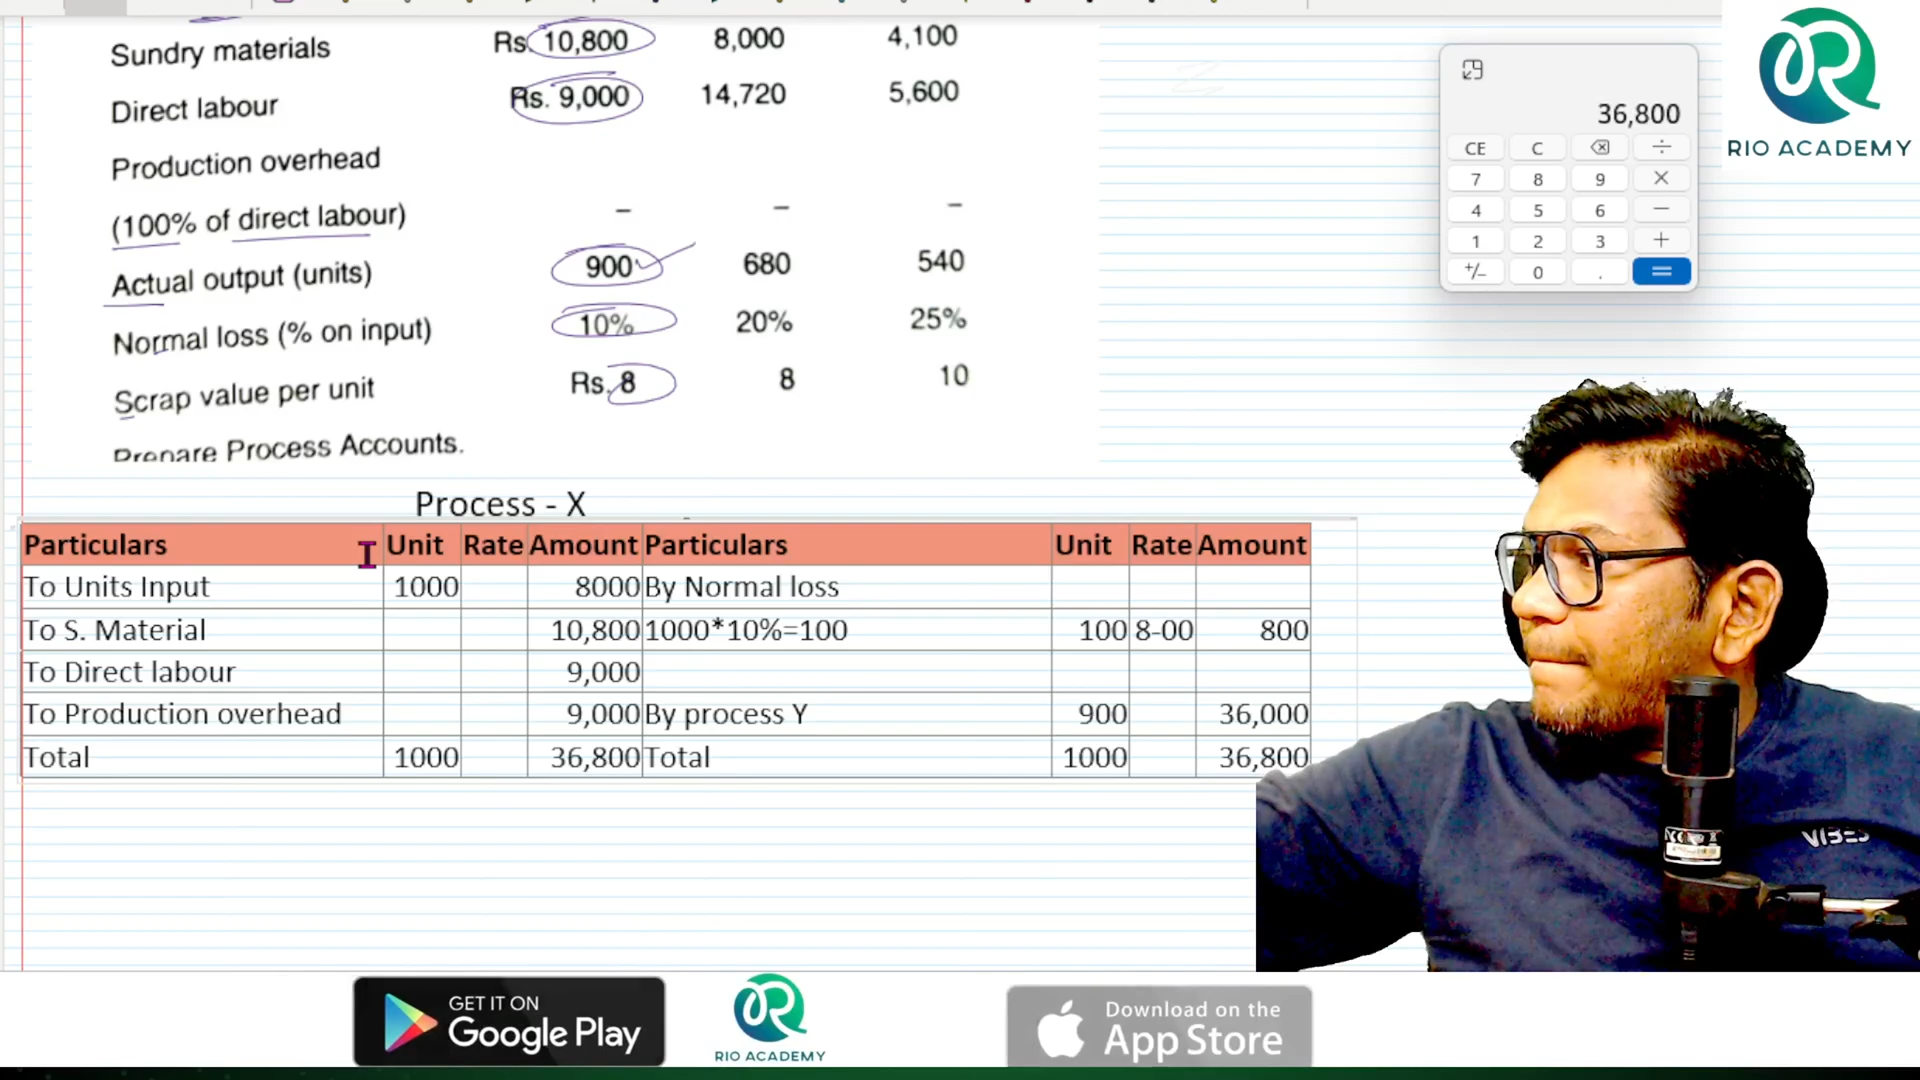 Sundry materials Rs 10,800 8,000 4,100
Direct labour Rs. 9,000 14,720 5,600
Production overhead
(100% of direct labour) – – –
Actual output (units) 900 680 540
Normal loss (% on input) 10% 20% 25%
Scrap value per unit Rs. 8 8 10
Prepare Process Accounts.
36,800
CE C ÷
7 8 9 ×
4 5 6 −
1 2 3 +
+/− 0 . =
RIO ACADEMY
Process - X
Particulars Unit Rate Amount Particulars Unit Rate Amount
To Units Input 1000 8000 By Normal loss
To S. Material 10,800 1000*10%=100 100 8-00 800
To Direct labour 9,000
To Production overhead 9,000 By process Y 900 36,000
Total 1000 36,800 Total 1000 36,800
VIBES
GET IT ON
Google Play
RIO ACADEMY
Download on the
App Store